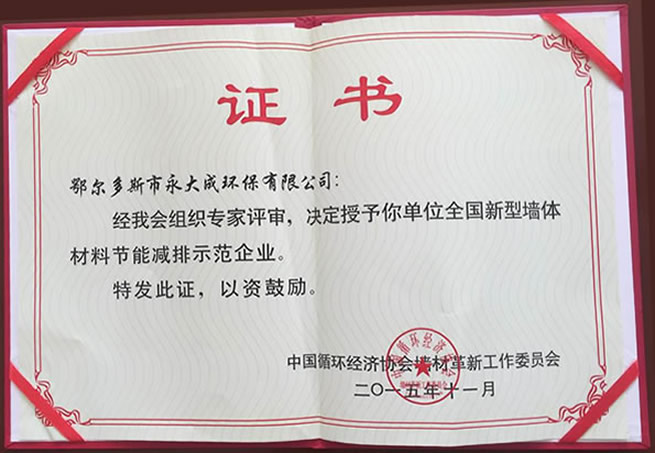 证书
鄂尔多斯市永大成环保有限公司：
经我会组织专家评审，决定授予你单位全国新型墙体
材料节能减排示范企业。
特发此证，以资鼓励。
中国循环经济协会墙材革新工作委员会
二〇一五年十一月